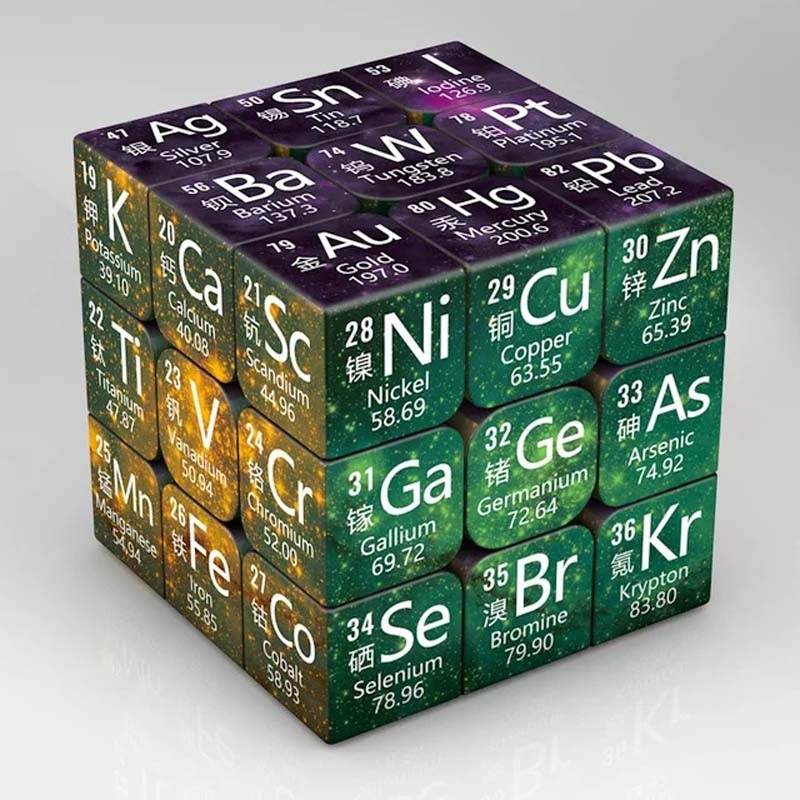 47 银 Ag
Silver
107.9
50 锡 Sn
Tin
118.7
53 碘 I
Iodine
126.9
56 钡 Ba
Barium
137.3
74 钨 W
Tungsten
183.8
78 铂 Pt
Platinum
195.1
79 金 Au
Gold
197.0
80 汞 Hg
Mercury
200.6
82 铅 Pb
Lead
207.2
19 钾 K
Potassium
39.10
20 钙 Ca
Calcium
40.08
21 钪 Sc
Scandium
44.96
22 钛 Ti
Titanium
47.87
23 钒 V
Vanadium
50.94
24 铬 Cr
Chromium
52.00
25 锰 Mn
Manganese
54.94
26 铁 Fe
Iron
55.85
27 钴 Co
Cobalt
58.93
28 镍 Ni
Nickel
58.69
29 铜 Cu
Copper
63.55
30 锌 Zn
Zinc
65.39
31 镓 Ga
Gallium
69.72
32 锗 Ge
Germanium
72.64
33 砷 As
Arsenic
74.92
34 硒 Se
Selenium
78.96
35 溴 Br
Bromine
79.90
36 氪 Kr
Krypton
83.80